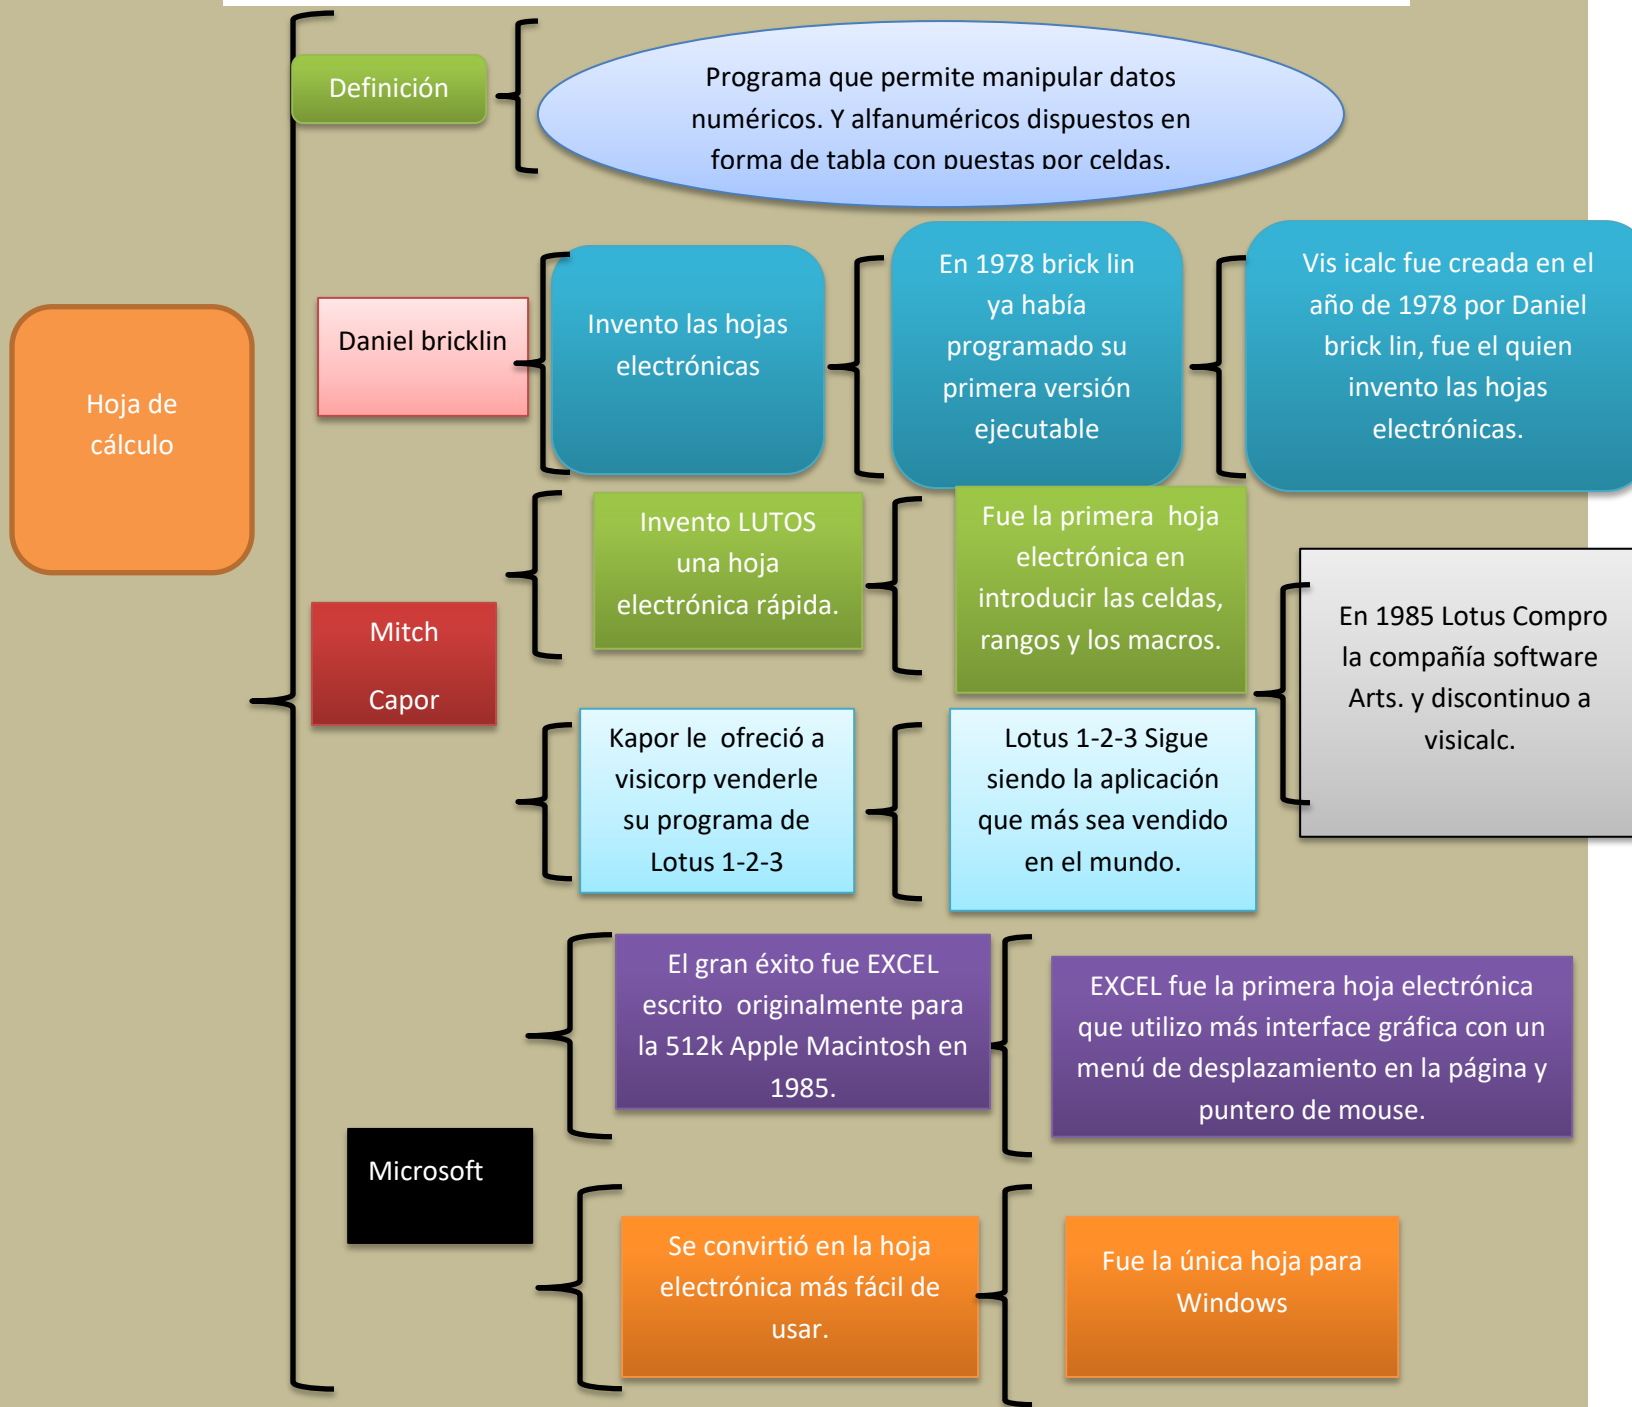 Definición
Programa que permite manipular datos
numéricos. Y alfanuméricos dispuestos en
forma de tabla con puestas por celdas.
Hoja de
cálculo
Daniel bricklin
Invento las hojas
electrónicas
En 1978 brick lin
ya había
programado su
primera versión
ejecutable
Vis icalc fue creada en el
año de 1978 por Daniel
brick lin, fue el quien
invento las hojas
electrónicas.
Mitch
Capor
Invento LUTOS
una hoja
electrónica rápida.
Fue la primera  hoja
electrónica en
introducir las celdas,
rangos y los macros.
En 1985 Lotus Compro
la compañía software
Arts. y discontinuo a
visicalc.
Kapor le  ofreció a
visicorp venderle
su programa de
Lotus 1-2-3
Lotus 1-2-3 Sigue
siendo la aplicación
que más sea vendido
en el mundo.
Microsoft
El gran éxito fue EXCEL
escrito  originalmente para
la 512k Apple Macintosh en
1985.
EXCEL fue la primera hoja electrónica
que utilizo más interface gráfica con un
menú de desplazamiento en la página y
puntero de mouse.
Se convirtió en la hoja
electrónica más fácil de
usar.
Fue la única hoja para
Windows